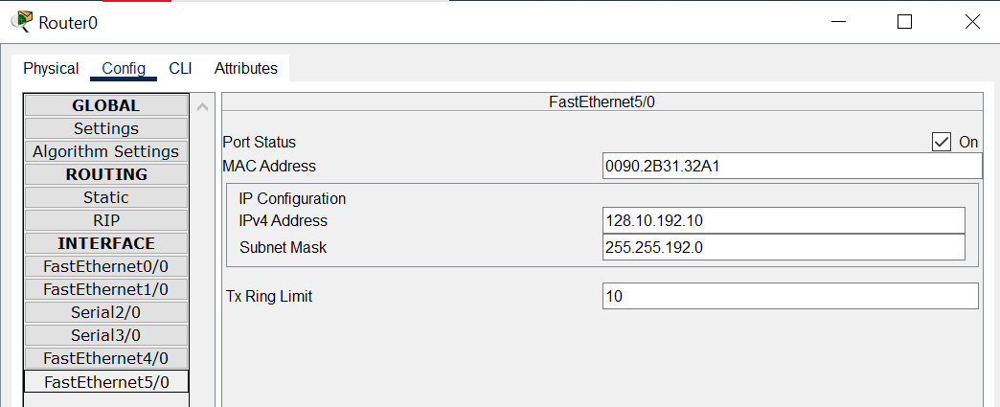 Router0
Physical Config CLI Attributes
GLOBAL
Settings
Algorithm Settings
ROUTING
Static
RIP
INTERFACE
FastEthernet0/0
FastEthernet1/0
Serial2/0
Serial3/0
FastEthernet4/0
FastEthernet5/0
FastEthernet5/0
Port Status On
MAC Address 0090.2B31.32A1
IP Configuration
IPv4 Address 128.10.192.10
Subnet Mask 255.255.192.0
Tx Ring Limit 10